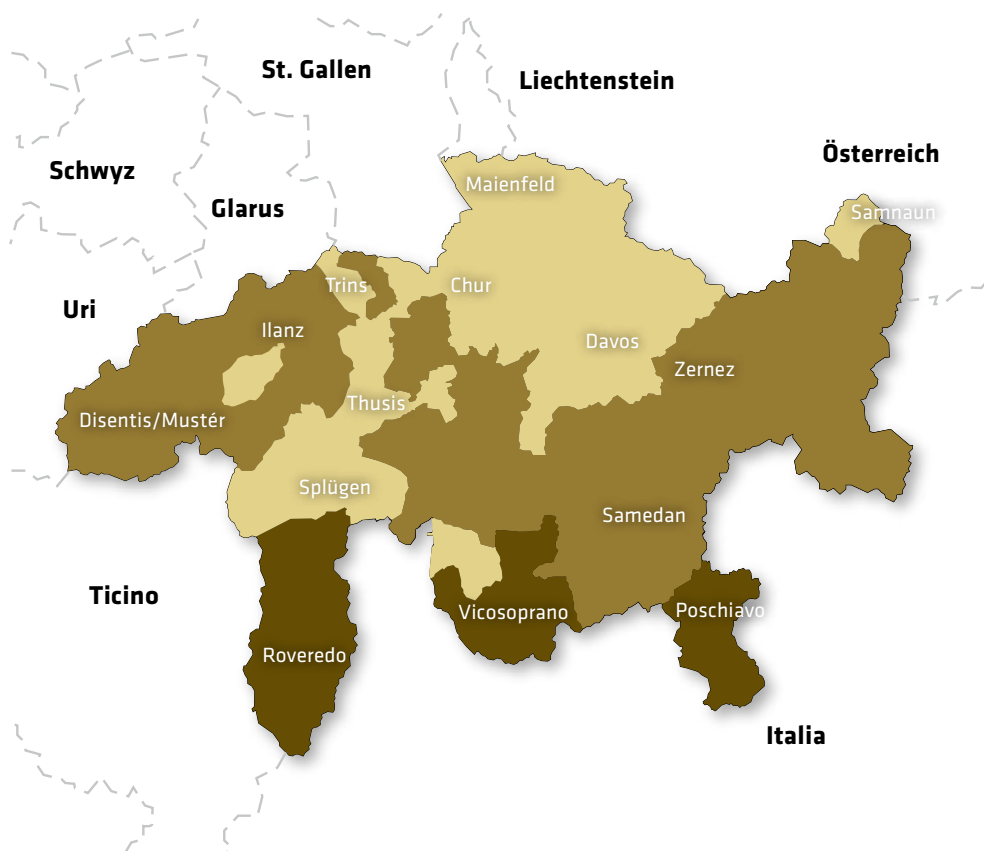 St. Gallen
Liechtenstein
Österreich
Schwyz
Maienfeld
Glarus
Samnaun
Trins
Chur
Uri
Ilanz
Davos
Zernez
Thusis
Disentis/Mustér
Splügen
Samedan
Ticino
Vicosoprano
Poschiavo
Roveredo
Italia